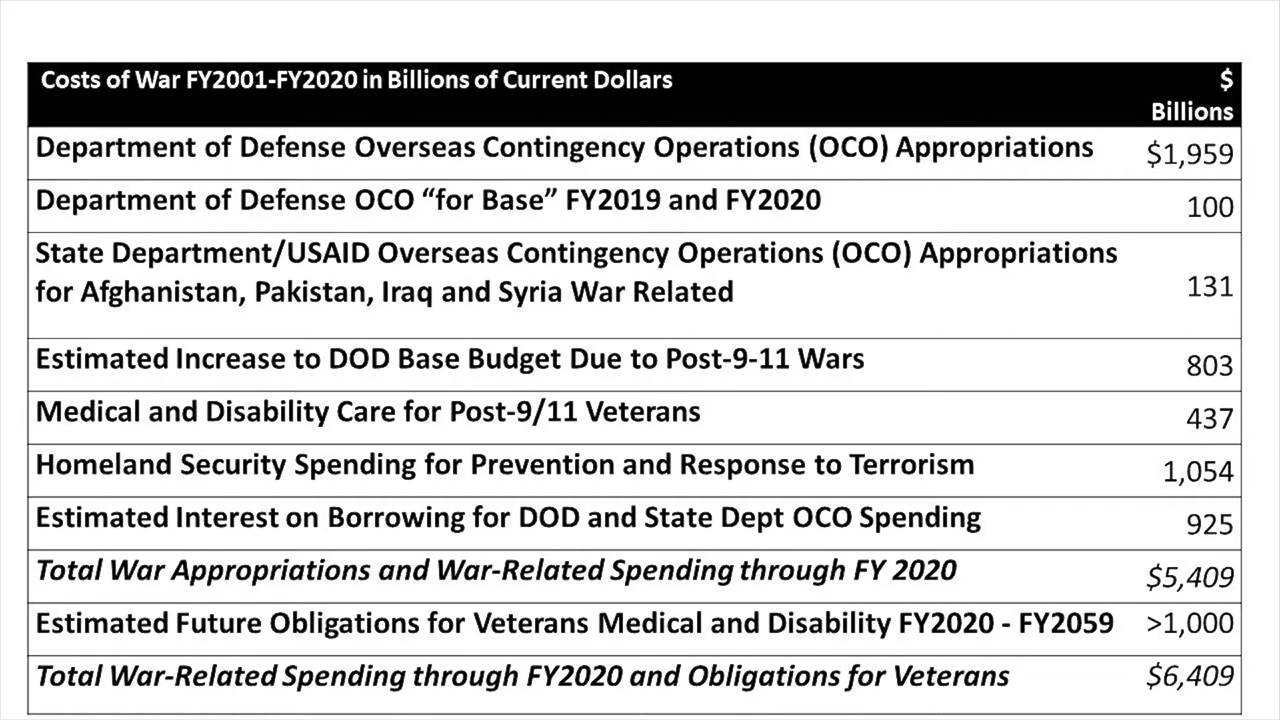 Costs of War FY2001-FY2020 in Billions of Current Dollars $
Billions
Department of Defense Overseas Contingency Operations (OCO) Appropriations $1,959
Department of Defense OCO “for Base” FY2019 and FY2020 100
State Department/USAID Overseas Contingency Operations (OCO) Appropriations
for Afghanistan, Pakistan, Iraq and Syria War Related 131
Estimated Increase to DOD Base Budget Due to Post-9-11 Wars 803
Medical and Disability Care for Post-9/11 Veterans 437
Homeland Security Spending for Prevention and Response to Terrorism 1,054
Estimated Interest on Borrowing for DOD and State Dept OCO Spending 925
Total War Appropriations and War-Related Spending through FY 2020 $5,409
Estimated Future Obligations for Veterans Medical and Disability FY2020 - FY2059 >1,000
Total War-Related Spending through FY2020 and Obligations for Veterans $6,409